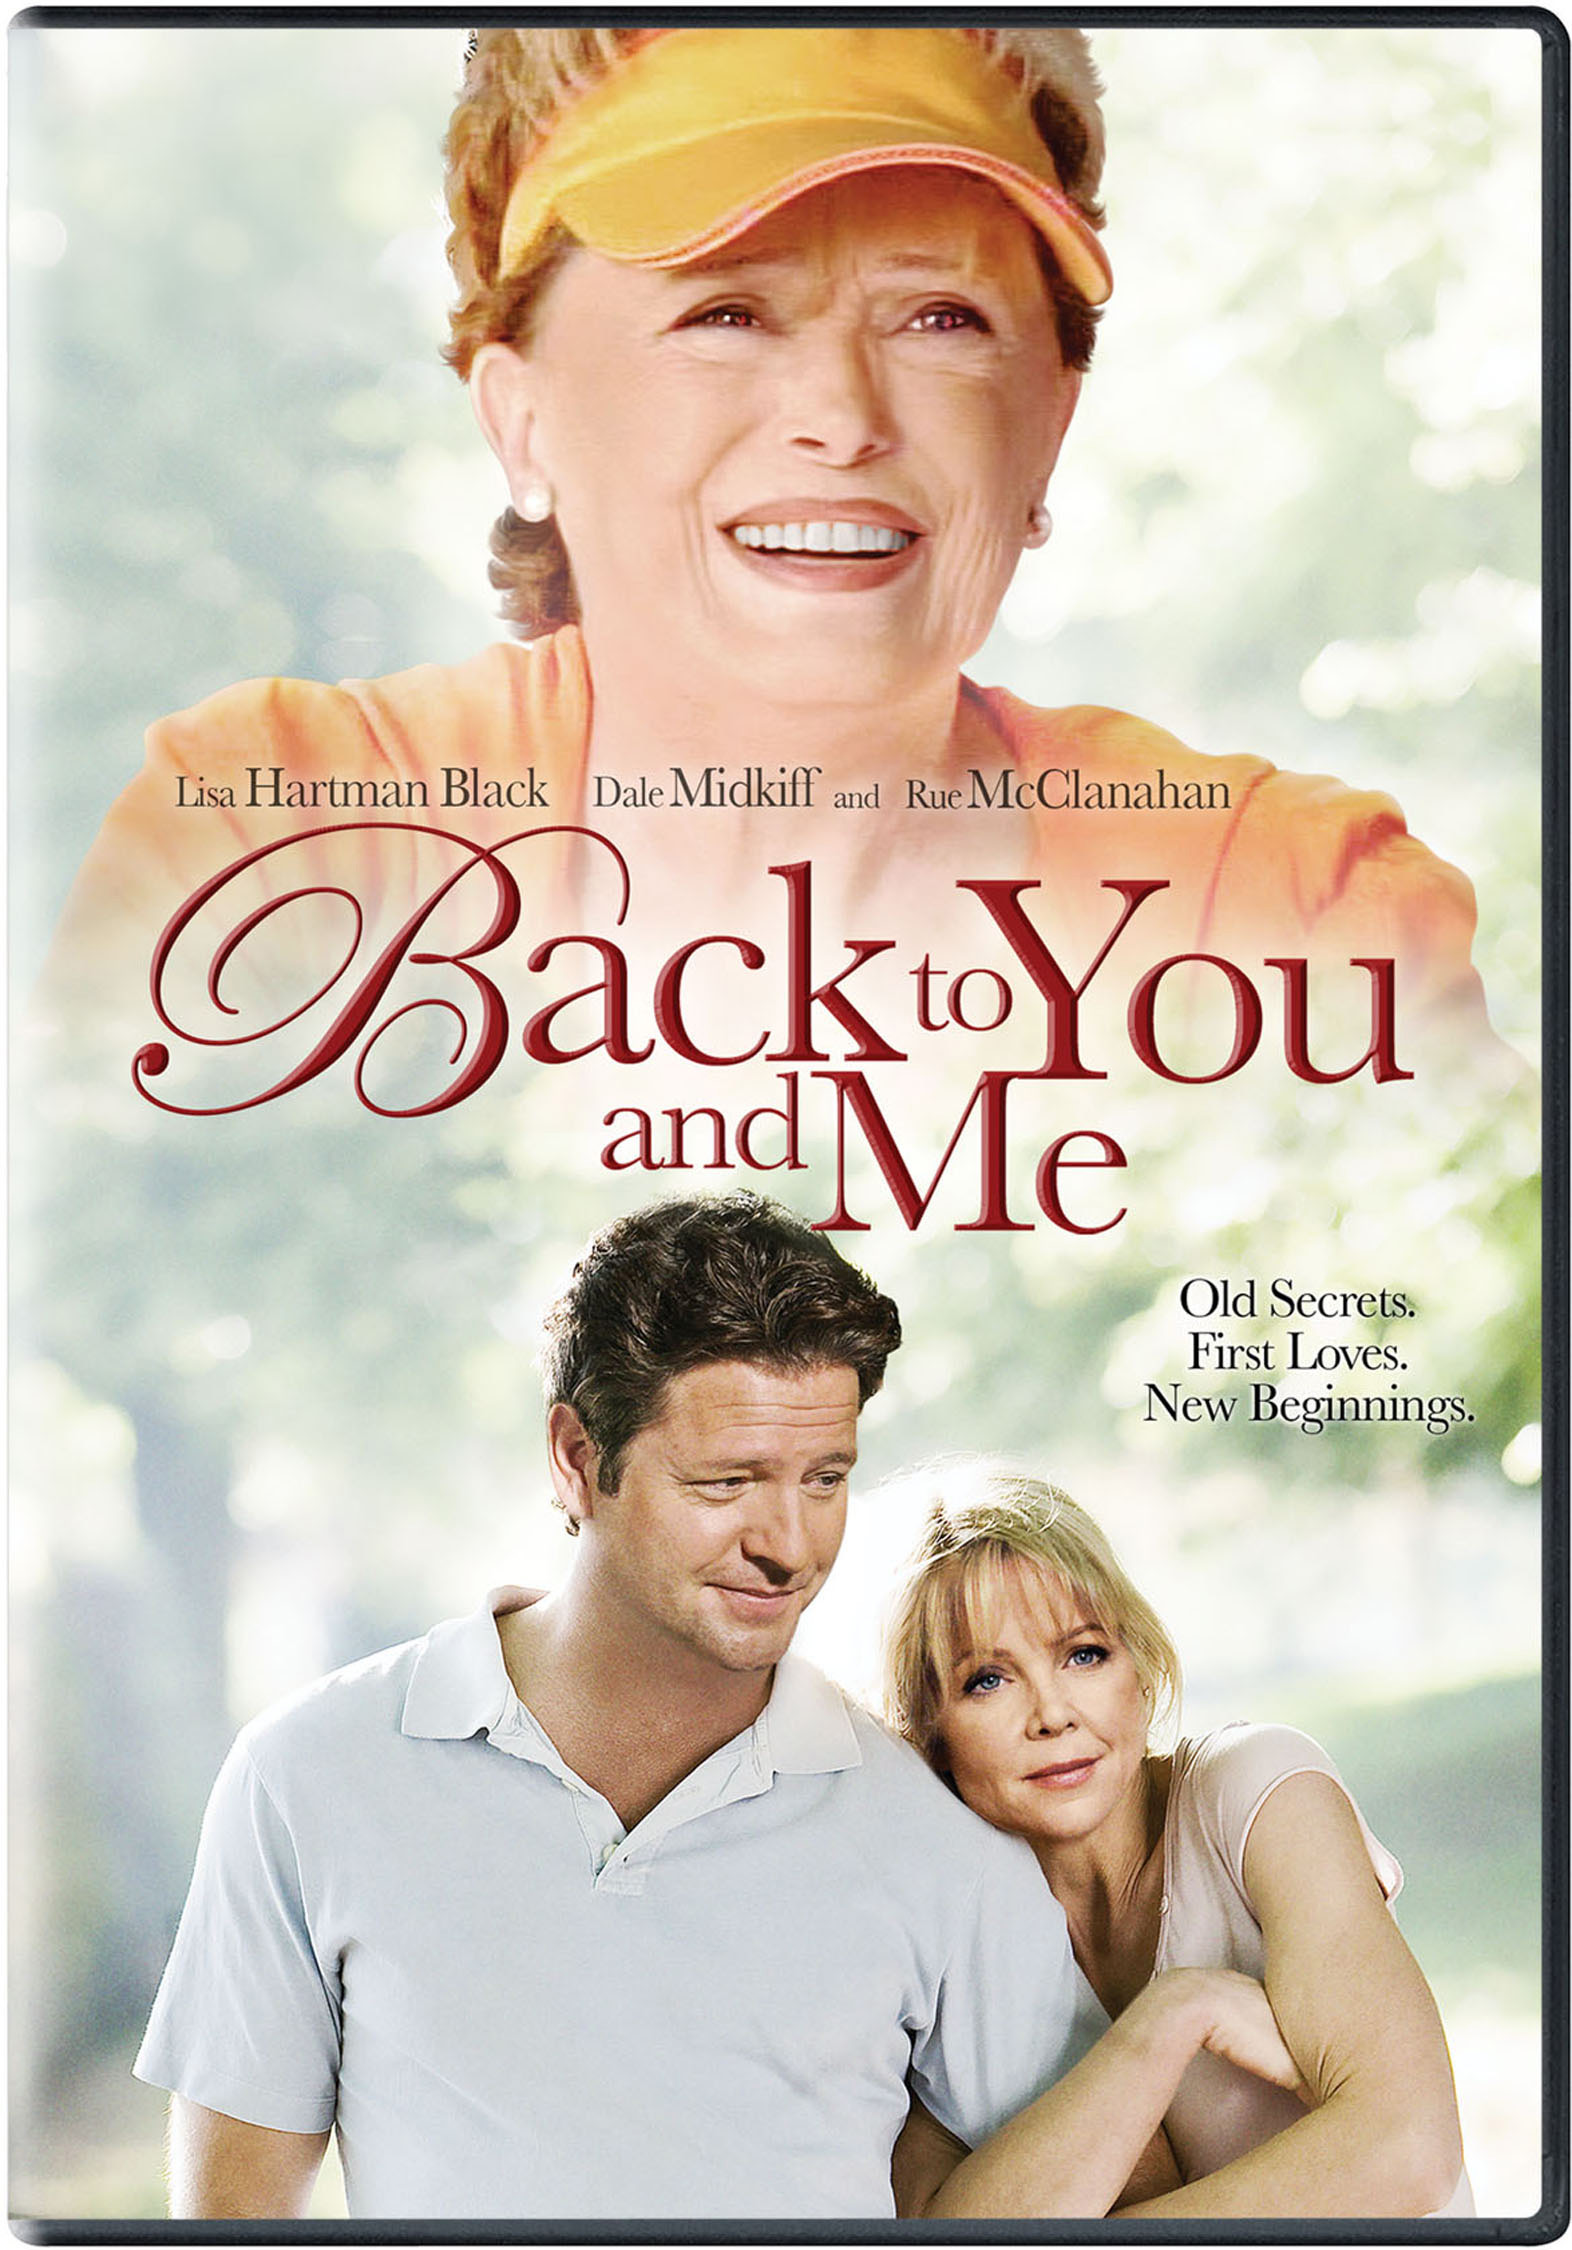 Lisa Hartman Black Dale Midkiff and Rue McClanahan
Back to You
and Me
Old Secrets.
First Loves.
New Beginnings.